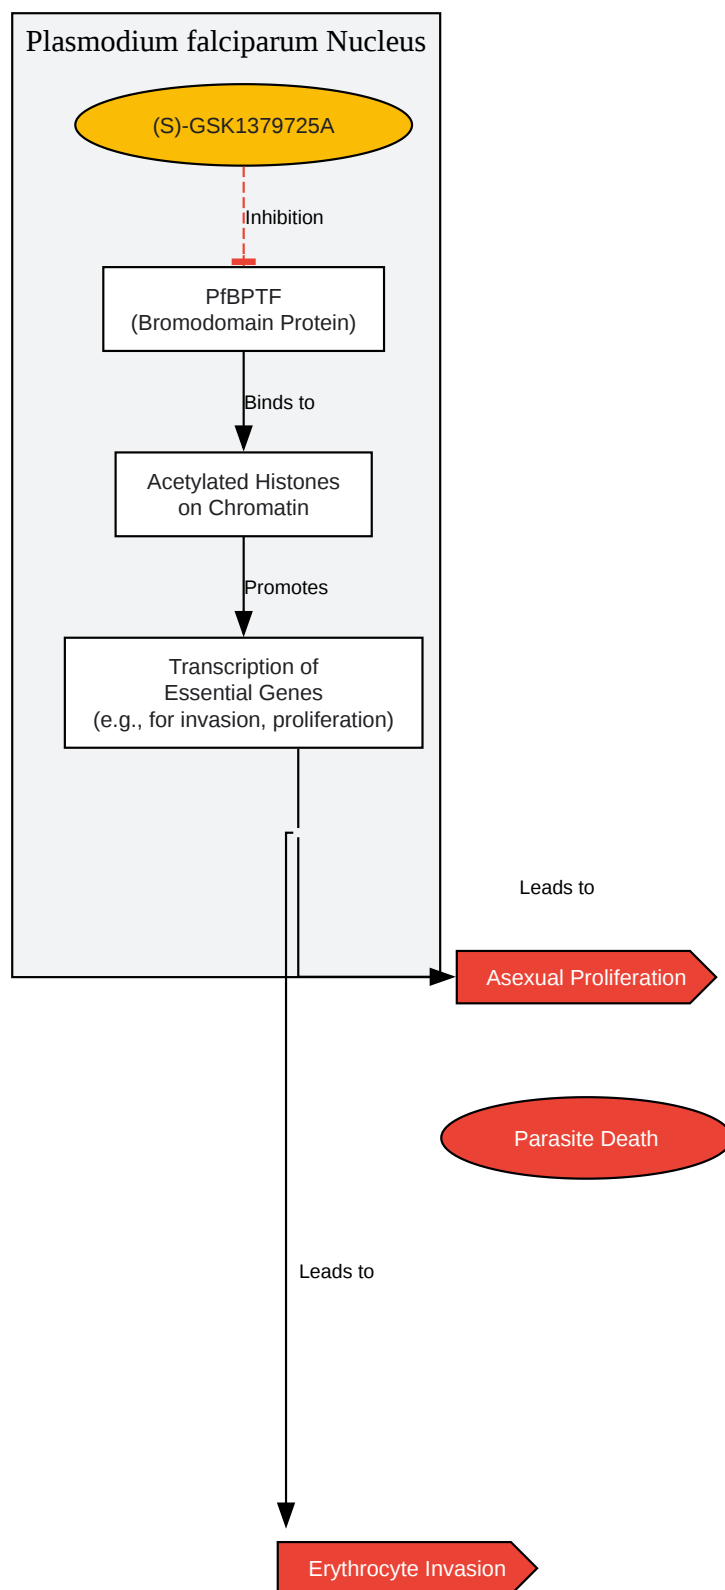 Plasmodium falciparum Nucleus
(S)-GSK1379725A
Inhibition
PfBPTF
(Bromodomain Protein)
Binds to
Acetylated Histones
on Chromatin
Promotes
Transcription of
Essential Genes
(e.g., for invasion, proliferation)
Leads to
Asexual Proliferation
Parasite Death
Leads to
Erythrocyte Invasion